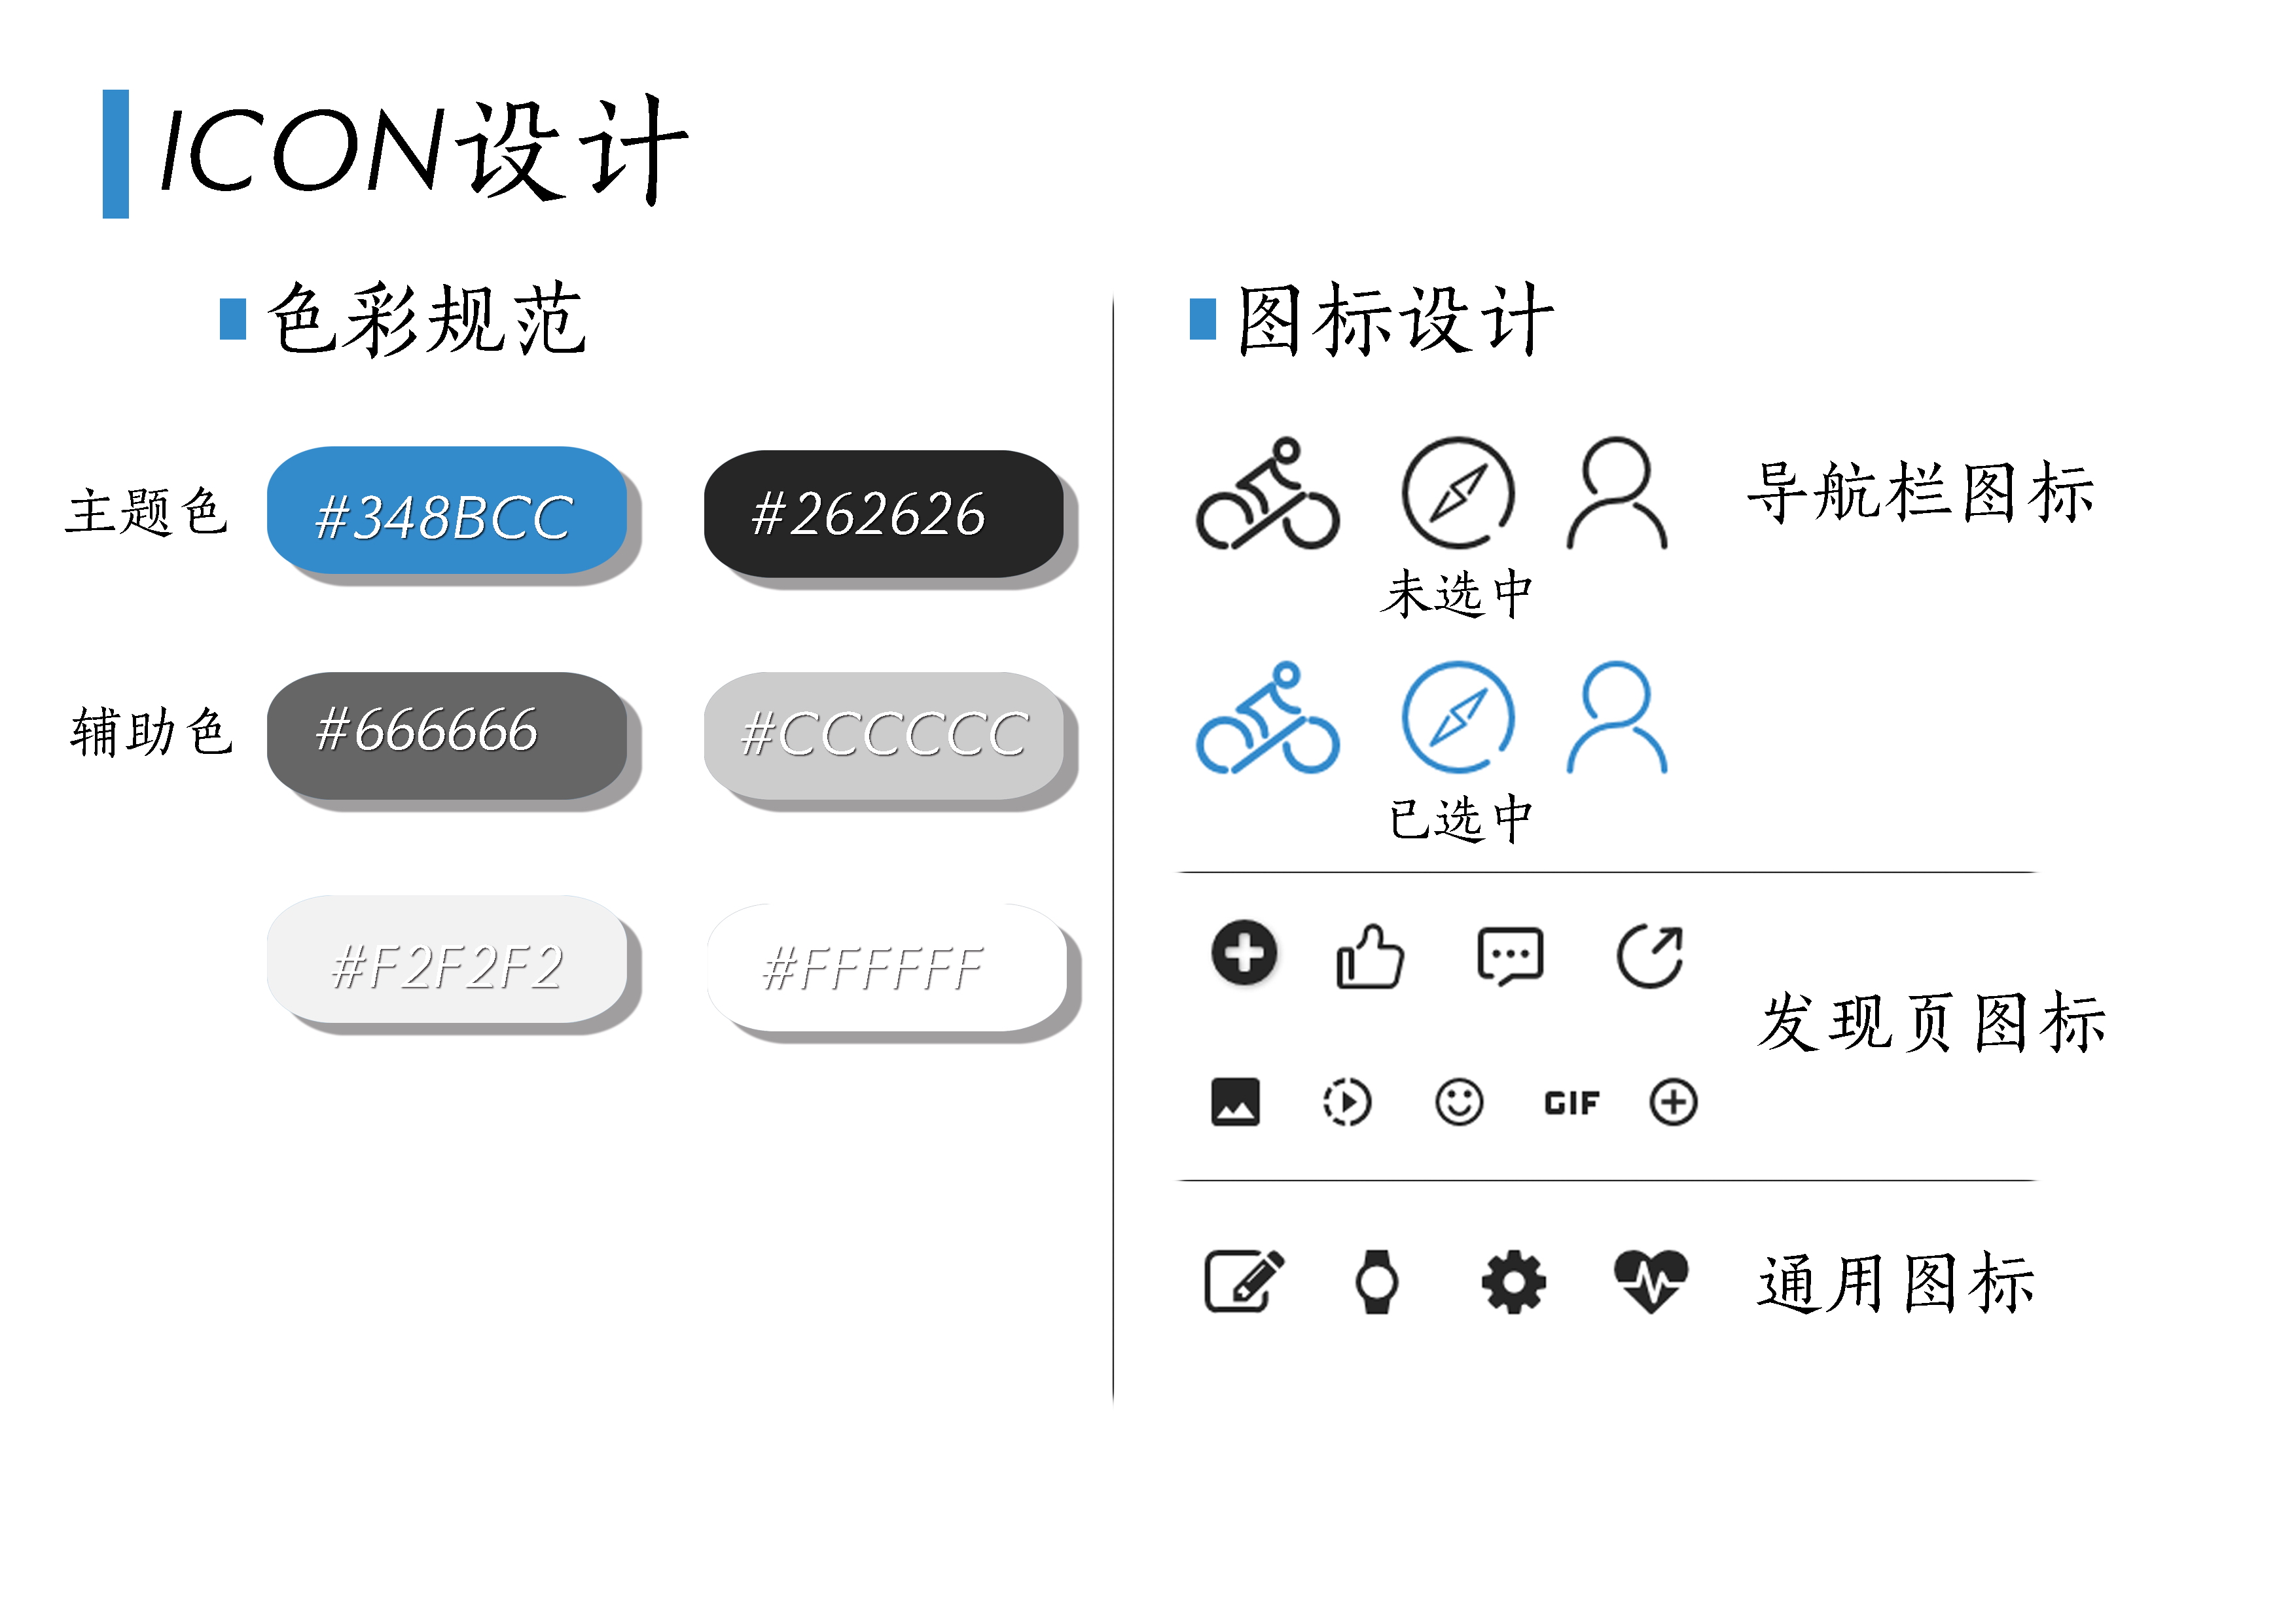 ICON设计
色彩规范
主题色
#348BCC
#262626
辅助色
#666666
#CCCCCC
#F2F2F2
#FFFFFF
图标设计
导航栏图标
未选中
已选中
发现页图标
GIF
通用图标